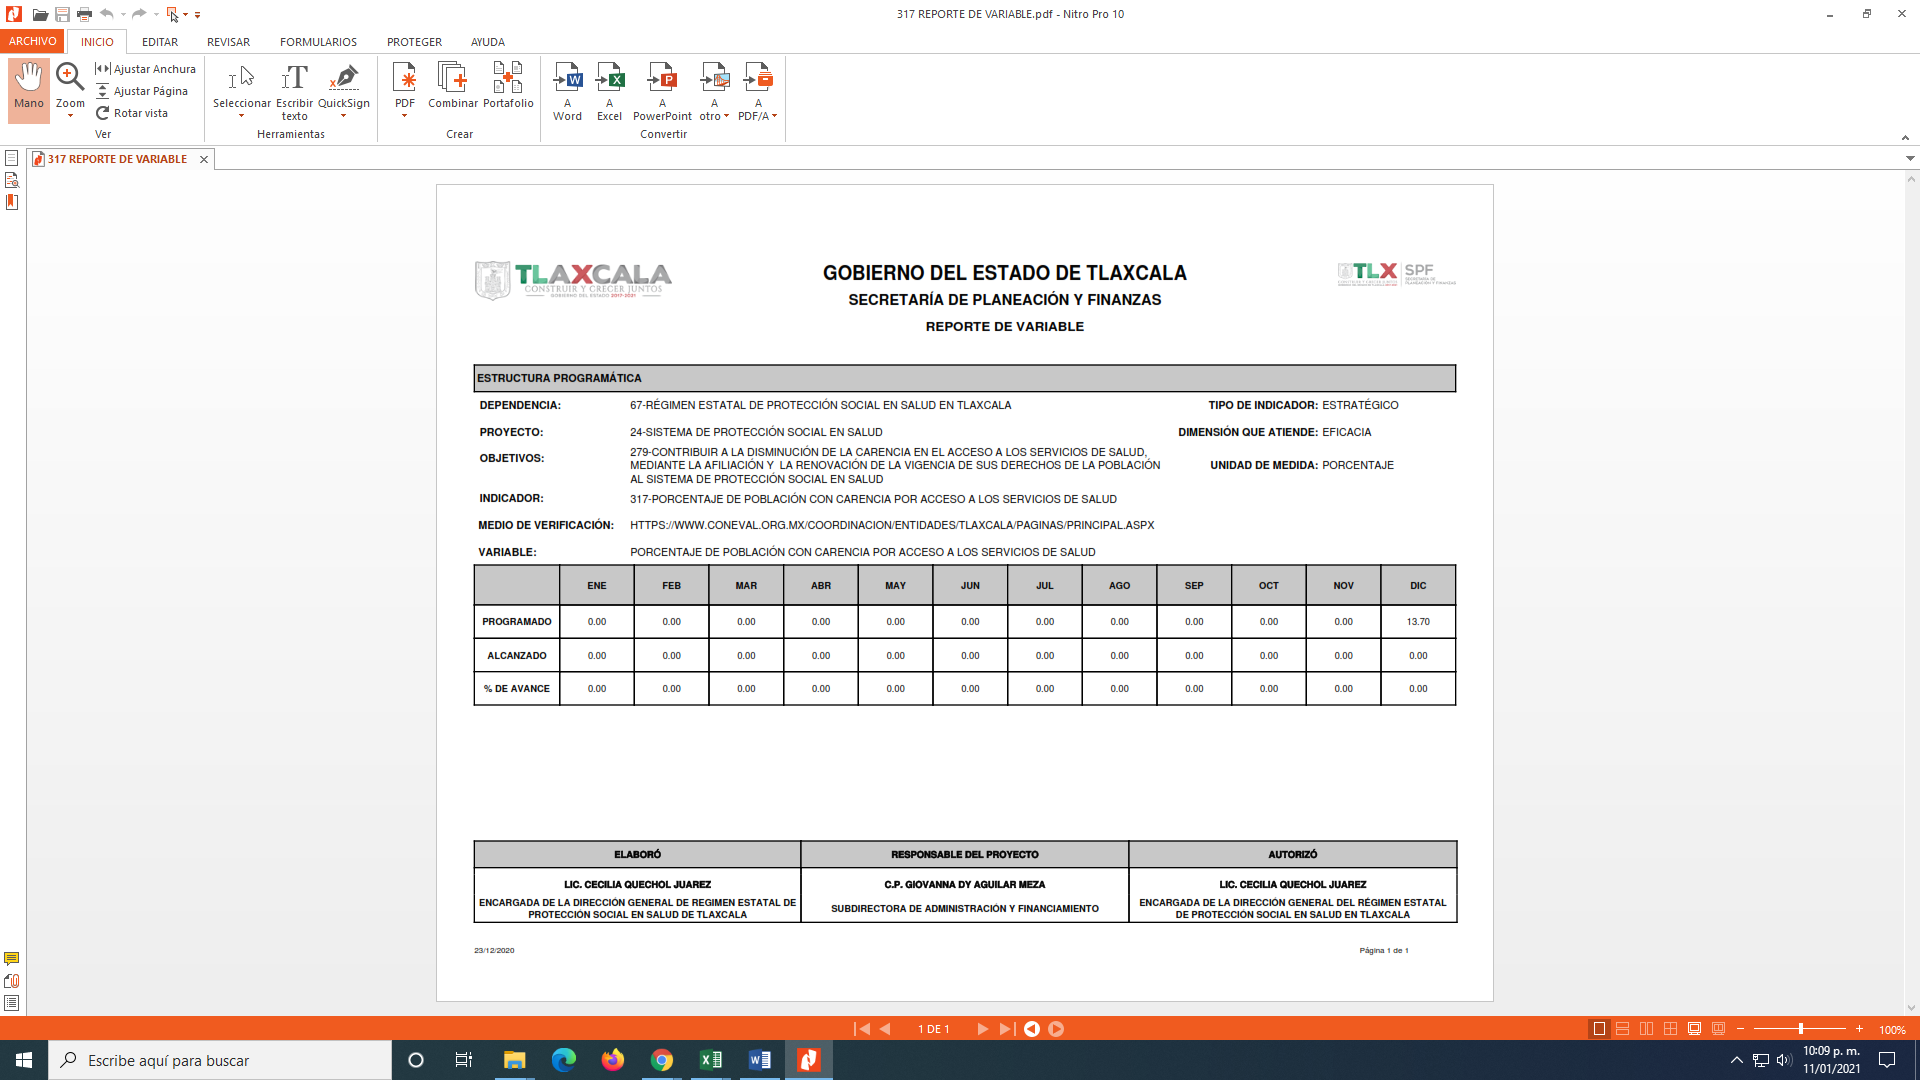 317 REPORTE DE VARIABLE.pdf - Nitro Pro 10
ARCHIVO INICIO EDITAR REVISAR FORMULARIOS PROTEGER AYUDA
Mano Zoom Ajustar Anchura
Ajustar Página
Rotar vista
Seleccionar Escribir texto QuickSign
PDF Combinar Portafolio
A Word A Excel A PowerPoint A otro A PDF/A
Ver Herramientas Crear Convertir
317 REPORTE DE VARIABLE
TLAXCALA
CONSTRUIR Y CRECER JUNTOS
GOBIERNO DEL ESTADO 2017-2021
GOBIERNO DEL ESTADO DE TLAXCALA
SECRETARÍA DE PLANEACIÓN Y FINANZAS
REPORTE DE VARIABLE
TLX SPF
SECRETARÍA DE
PLANEACIÓN Y FINANZAS
ESTRUCTURA PROGRAMÁTICA
DEPENDENCIA: 67-RÉGIMEN ESTATAL DE PROTECCIÓN SOCIAL EN SALUD EN TLAXCALA TIPO DE INDICADOR: ESTRATÉGICO
PROYECTO: 24-SISTEMA DE PROTECCIÓN SOCIAL EN SALUD DIMENSIÓN QUE ATIENDE: EFICACIA
OBJETIVOS: 279-CONTRIBUIR A LA DISMINUCIÓN DE LA CARENCIA EN EL ACCESO A LOS SERVICIOS DE SALUD,
MEDIANTE LA AFILIACIÓN Y LA RENOVACIÓN DE LA VIGENCIA DE SUS DERECHOS DE LA POBLACIÓN UNIDAD DE MEDIDA: PORCENTAJE
AL SISTEMA DE PROTECCIÓN SOCIAL EN SALUD
INDICADOR: 317-PORCENTAJE DE POBLACIÓN CON CARENCIA POR ACCESO A LOS SERVICIOS DE SALUD
MEDIO DE VERIFICACIÓN: HTTPS://WWW.CONEVAL.ORG.MX/COORDINACION/ENTIDADES/TLAXCALA/PAGINAS/PRINCIPAL.ASPX
VARIABLE: PORCENTAJE DE POBLACIÓN CON CARENCIA POR ACCESO A LOS SERVICIOS DE SALUD
ENE FEB MAR ABR MAY JUN JUL AGO SEP OCT NOV DIC
PROGRAMADO 0.00 0.00 0.00 0.00 0.00 0.00 0.00 0.00 0.00 0.00 0.00 13.70
ALCANZADO 0.00 0.00 0.00 0.00 0.00 0.00 0.00 0.00 0.00 0.00 0.00 0.00
% DE AVANCE 0.00 0.00 0.00 0.00 0.00 0.00 0.00 0.00 0.00 0.00 0.00 0.00
ELABORÓ RESPONSABLE DEL PROYECTO AUTORIZÓ
LIC. CECILIA QUECHOL JUAREZ C.P. GIOVANNA DY AGUILAR MEZA LIC. CECILIA QUECHOL JUAREZ
ENCARGADA DE LA DIRECCIÓN GENERAL DE REGIMEN ESTATAL DE
PROTECCIÓN SOCIAL EN SALUD DE TLAXCALA
SUBDIRECTORA DE ADMINISTRACIÓN Y FINANCIAMIENTO
ENCARGADA DE LA DIRECCIÓN GENERAL DEL RÉGIMEN ESTATAL
DE PROTECCIÓN SOCIAL EN SALUD EN TLAXCALA
23/12/2020 Página 1 de 1
1 DE 1
100%
Escribe aquí para buscar
10:09 p. m.
11/01/2021